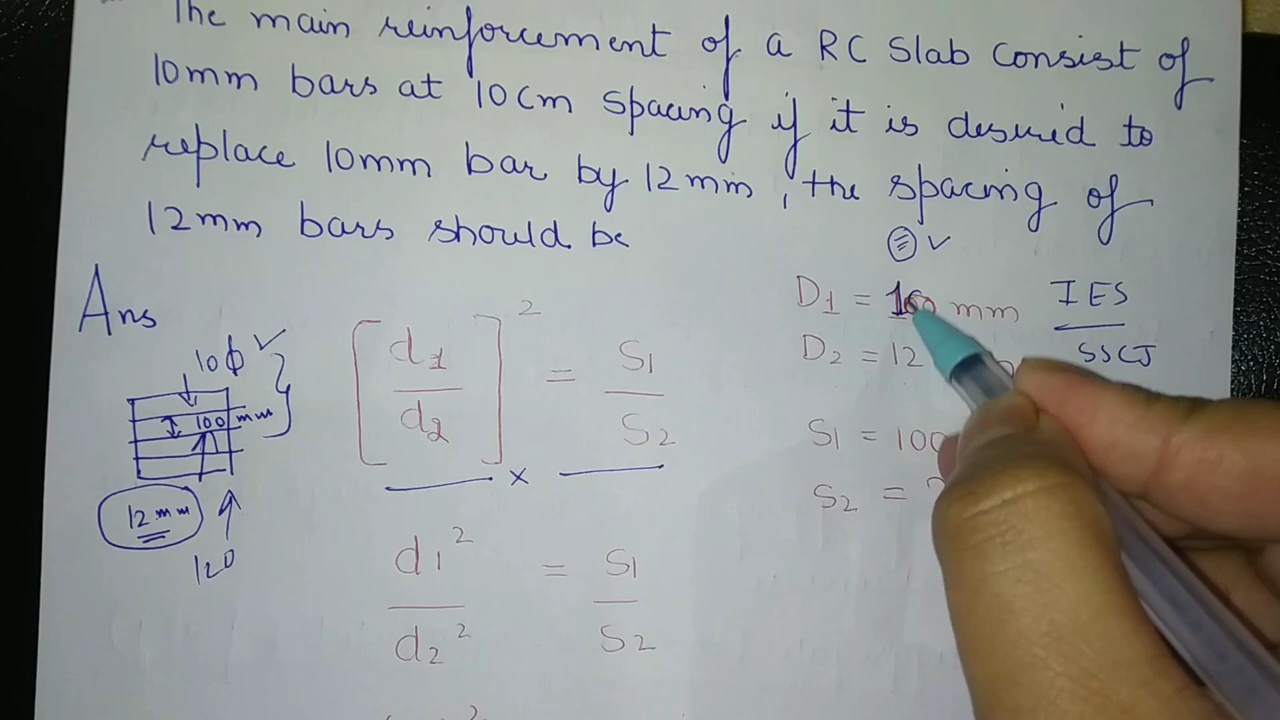 The main reinforcement of a RC Slab Consist of
10mm bars at 10cm spacing if it is desired to
replace 10mm bar by 12mm, the spacing of
12mm bars should be
Ans
10ϕ
100 mm
12mm
120
[d1/d2]² = S1/S2
×
d1²/d2² = S1/S2
D1 = mm
D2 = 12
S1 = 100
S2 =
IES
SSCJ